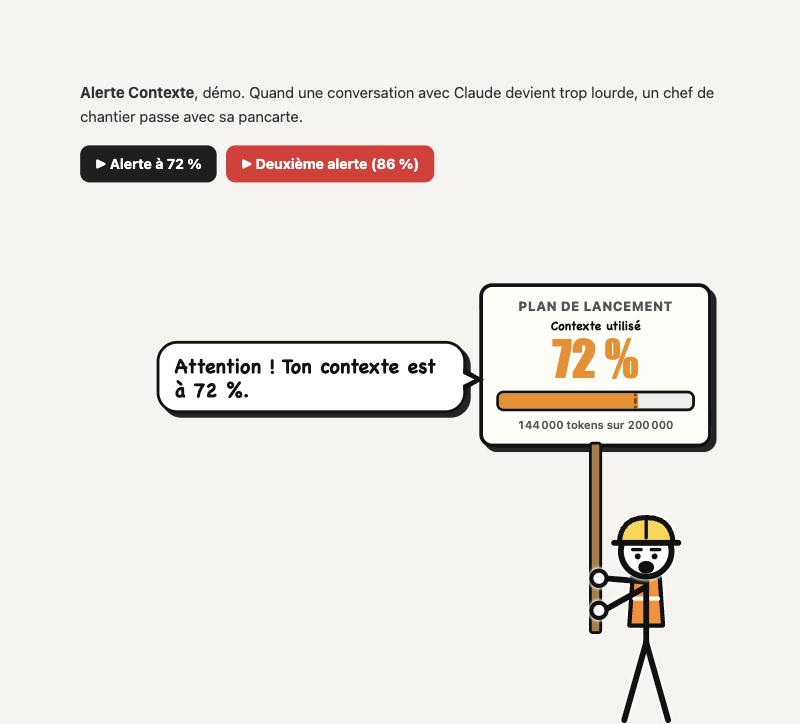 Alerte Contexte, démo. Quand une conversation avec Claude devient trop lourde, un chef de
chantier passe avec sa pancarte.
▶ Alerte à 72 %
▶ Deuxième alerte (86 %)
PLAN DE LANCEMENT
Contexte utilisé
72 %
144 000 tokens sur 200 000
Attention ! Ton contexte est
à 72 %.